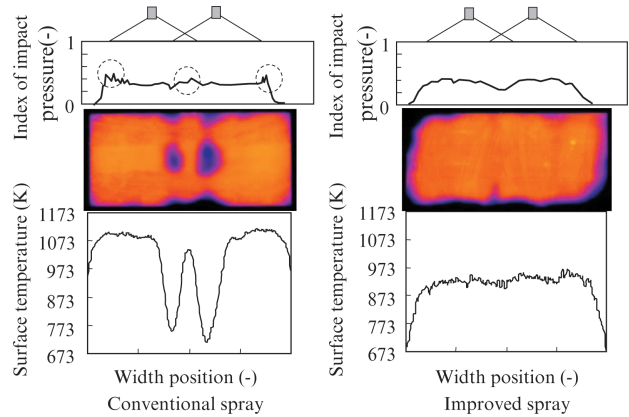 Index of impact
pressure(-)
1
0
Surface temperature (K)
1173
1073
973
873
773
673
Width position (-)
Conventional spray
Index of impact
pressure(-)
1
0
Surface temperature (K)
1173
1073
973
873
773
673
Width position (-)
Improved spray